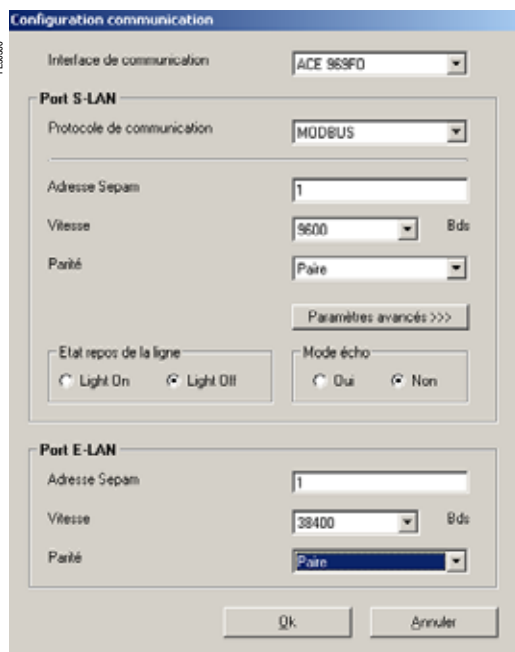 Configuration communication
Interface de communication ACE 969FO
Port S-LAN
Protocole de communication MODBUS
Adresse Sepam 1
Vitesse 9600 Bds
Parité Paire
Paramètres avancés >>>
Etat repos de la ligne Mode écho
Light On Light Off Oui Non
Port E-LAN
Adresse Sepam 1
Vitesse 38400 Bds
Parité Paire
Ok Annuler